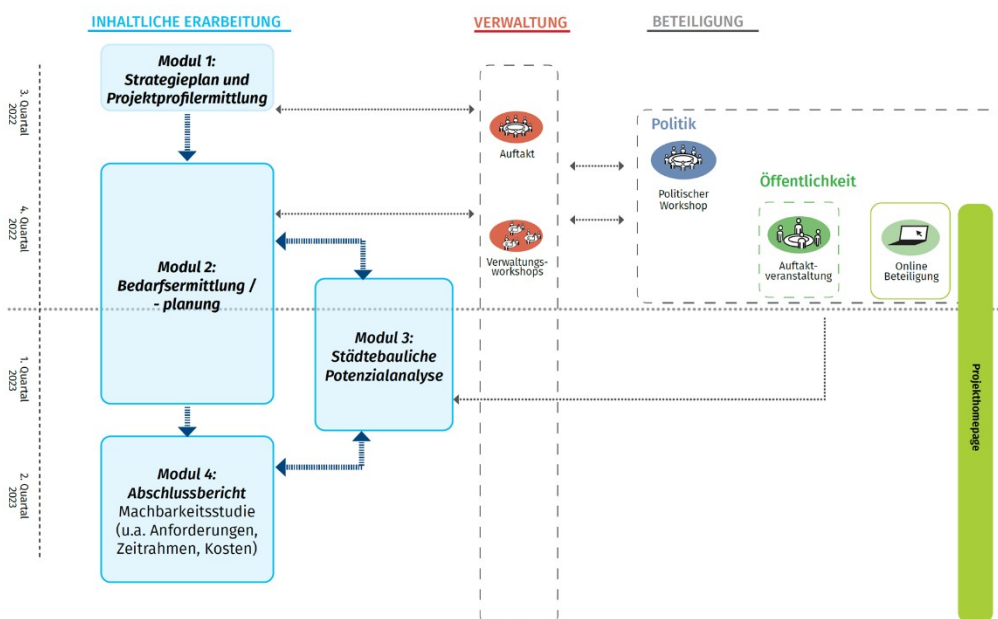 INHALTLICHE ERARBEITUNG
VERWALTUNG
BETEILIGUNG
3. Quartal
2022
4. Quartal
2022
1. Quartal
2023
2. Quartal
2023
Modul 1:
Strategieplan und
Projektprofilermittlung
Modul 2:
Bedarfsermittlung /
- planung
Modul 3:
Städtebauliche
Potenzialanalyse
Modul 4:
Abschlussbericht
Machbarkeitsstudie
(u.a. Anforderungen,
Zeitrahmen, Kosten)
Auftakt
Verwaltungs-
workshops
Politik
Politischer
Workshop
Öffentlichkeit
Auftakt-
veranstaltung
Online
Beteiligung
Projekthomepage